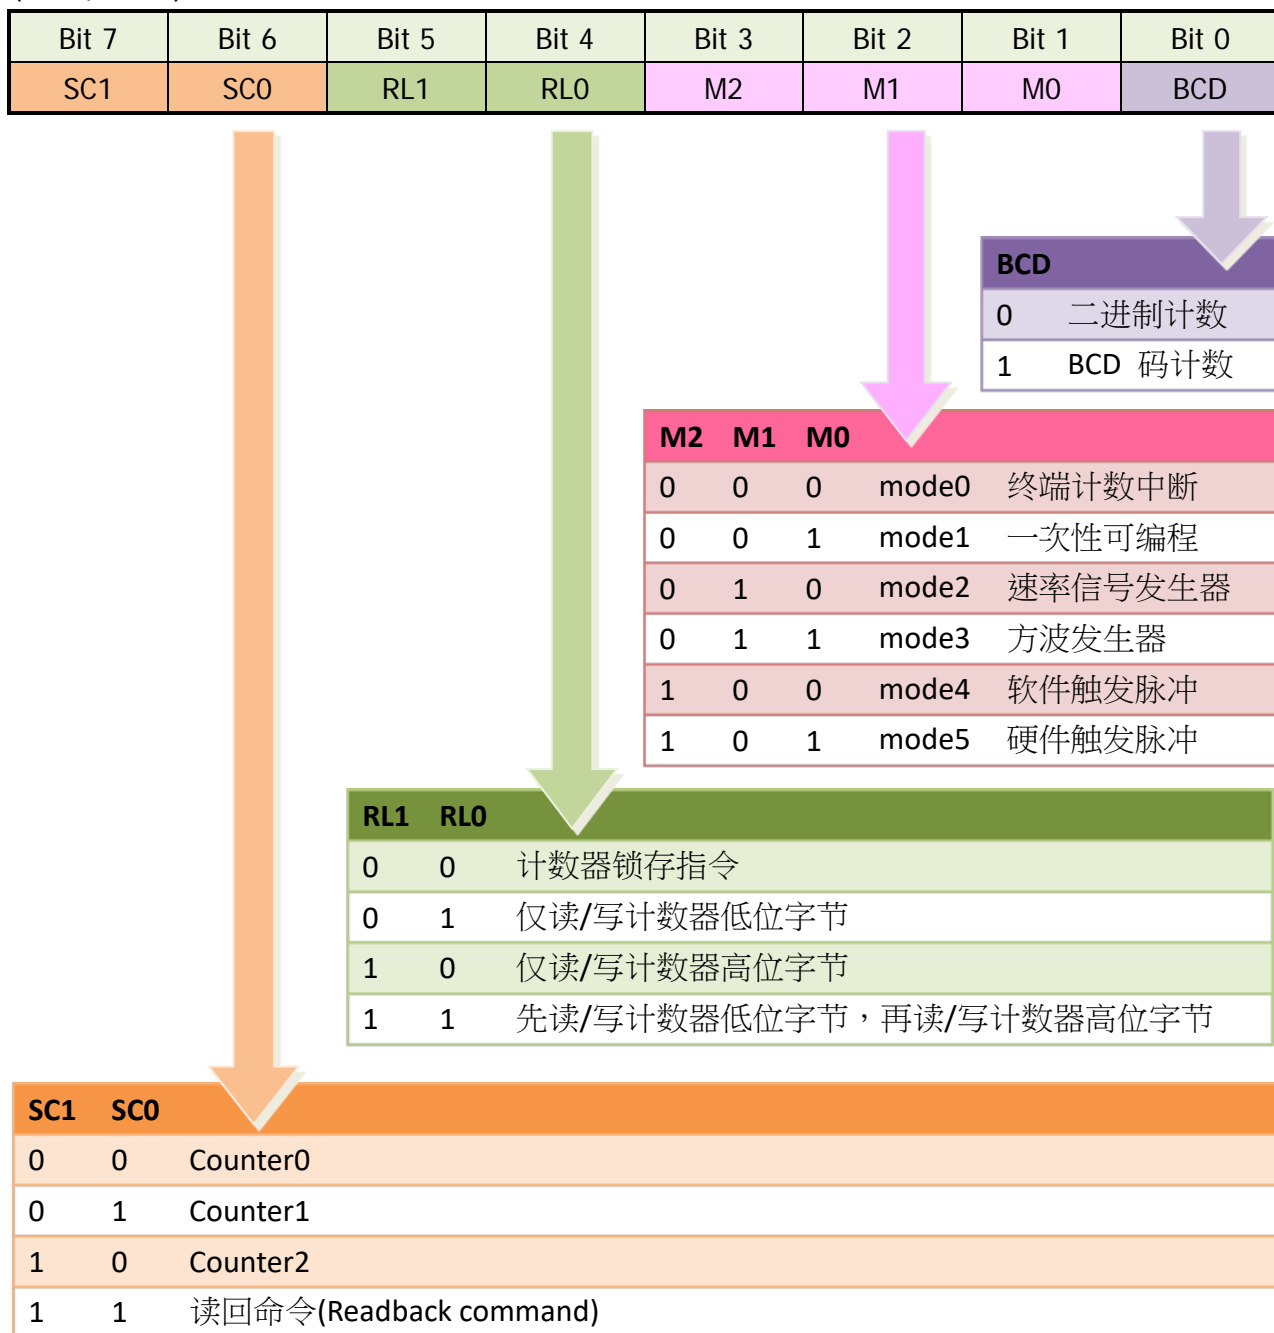 Bit 7 Bit 6 Bit 5 Bit 4 Bit 3 Bit 2 Bit 1 Bit 0
SC1 SC0 RL1 RL0 M2 M1 M0 BCD
BCD
0 二进制计数
1 BCD 码计数
M2 M1 M0
0 0 0 mode0 终端计数中断
0 0 1 mode1 一次性可编程
0 1 0 mode2 速率信号发生器
0 1 1 mode3 方波发生器
1 0 0 mode4 软件触发脉冲
1 0 1 mode5 硬件触发脉冲
RL1 RL0
0 0 计数器锁存指令
0 1 仅读/写计数器低位字节
1 0 仅读/写计数器高位字节
1 1 先读/写计数器低位字节，再读/写计数器高位字节
SC1 SC0
0 0 Counter0
0 1 Counter1
1 0 Counter2
1 1 读回命令(Readback command)